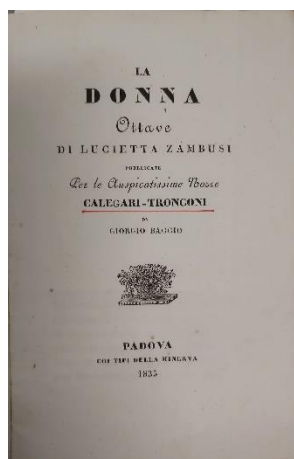 LA
DONNA
Ottave
DI LUCIETTA ZAMBUSI
PUBBLICATE
Per le Auspicatissime Nozze
CALEGARI-TRONCONI
DA
GIORGIO BAGGIO
PADOVA
COI TIPI DELLA MINERVA
1835